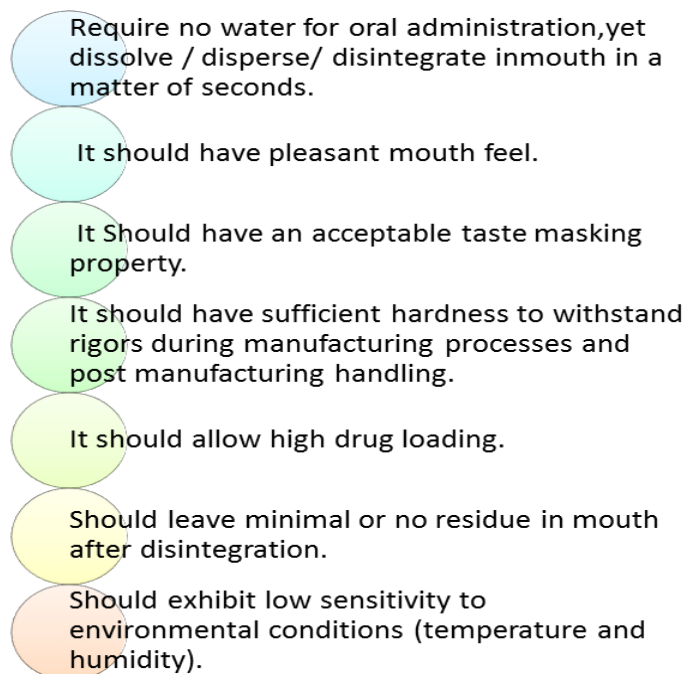 Require no water for oral administration,yet
dissolve / disperse/ disintegrate inmouth in a
matter of seconds.
It should have pleasant mouth feel.
It Should have an acceptable taste masking
property.
It should have sufficient hardness to withstand
rigors during manufacturing processes and
post manufacturing handling.
It should allow high drug loading.
Should leave minimal or no residue in mouth
after disintegration.
Should exhibit low sensitivity to
environmental conditions (temperature and
humidity).